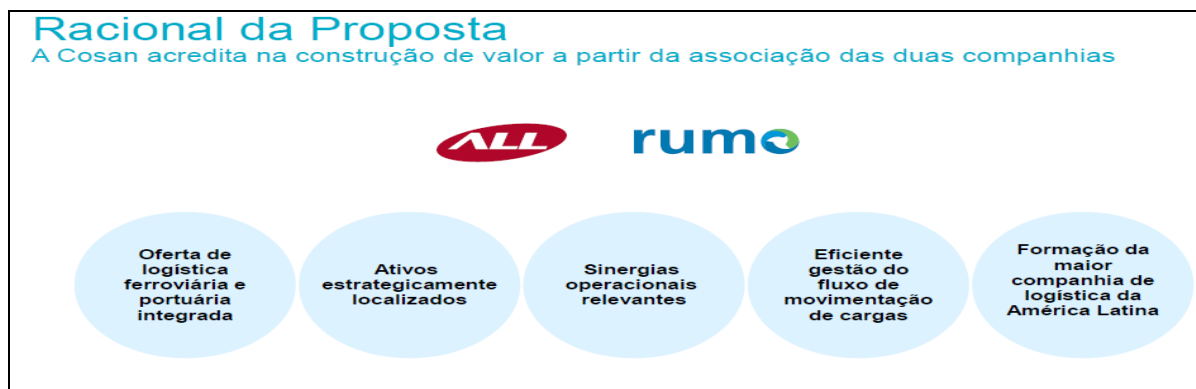 Racional da Proposta
A Cosan acredita na construção de valor a partir da associação das duas companhias
ALL
rumo
Oferta de
logística
ferroviária e
portuária
integrada
Ativos
estrategicamente
localizados
Sinergias
operacionais
relevantes
Eficiente
gestão do
fluxo de
movimentação
de cargas
Formação da
maior
companhia de
logística da
América Latina